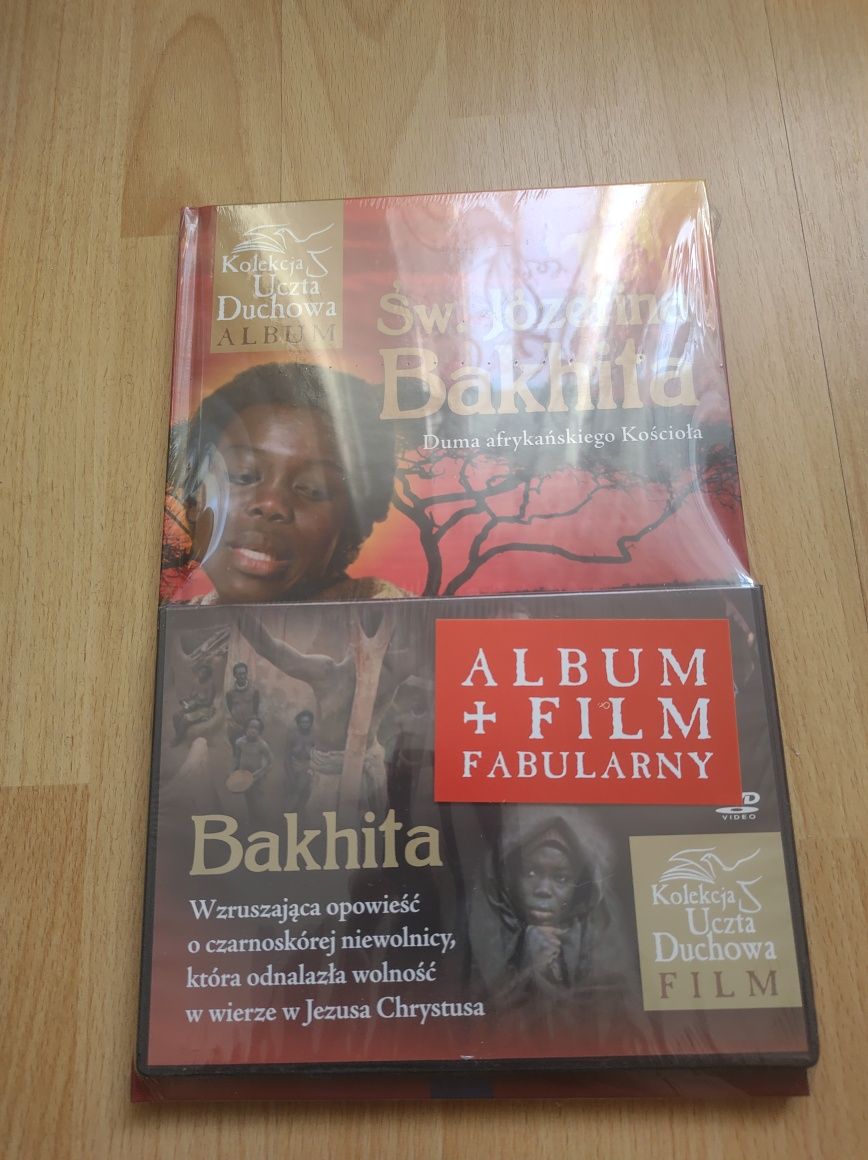 Kolekcja
Uczta
Duchowa
ALBUM
Św. Józefina
Bakhita
Duma afrykańskiego Kościoła
ALBUM
+ FILM
FABULARNY
VIDEO
Bakhita
Wzruszająca opowieść
o czarnoskórej niewolnicy,
która odnalazła wolność
w wierze w Jezusa Chrystusa
Kolekcja
Uczta
Duchowa
FILM